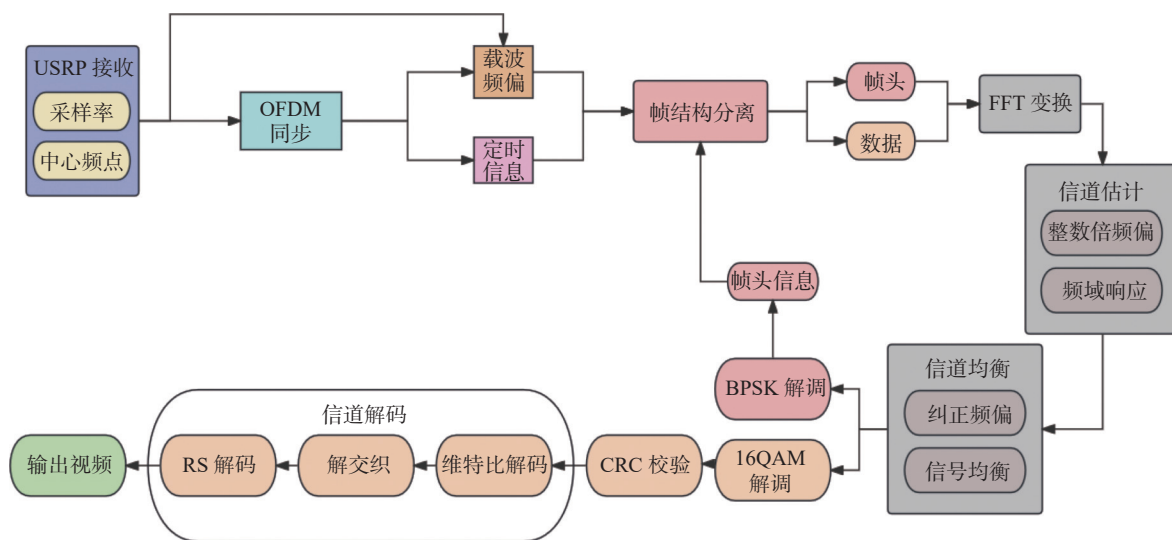 USRP 接收
采样率
中心频点
OFDM
同步
载波
频偏
定时
信息
帧结构分离
帧头
数据
FFT 变换
信道估计
整数倍频偏
频域响应
帧头信息
信道均衡
纠正频偏
信号均衡
BPSK 解调
16QAM
解调
CRC 校验
信道解码
维特比解码
解交织
RS 解码
输出视频